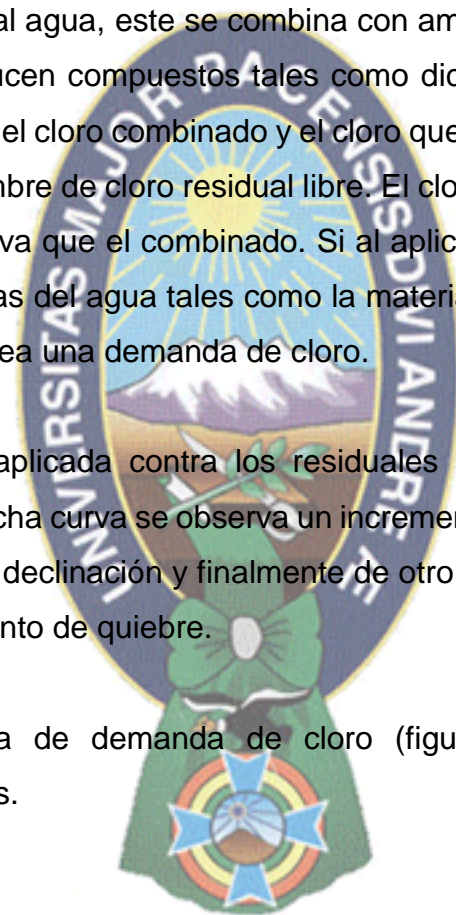 al agua, este se combina con am
ucen compuestos tales como dic
el cloro combinado y el cloro que
mbre de cloro residual libre. El clo
va que el combinado. Si al aplic
as del agua tales como la materia
ea una demanda de cloro.
aplicada contra los residuales
cha curva se observa un incremen
declinación y finalmente de otro
nto de quiebre.
a de demanda de cloro (figu
s.
UNIVERSITAS MAJOR PACENSIS DIVI ANDRE Æ